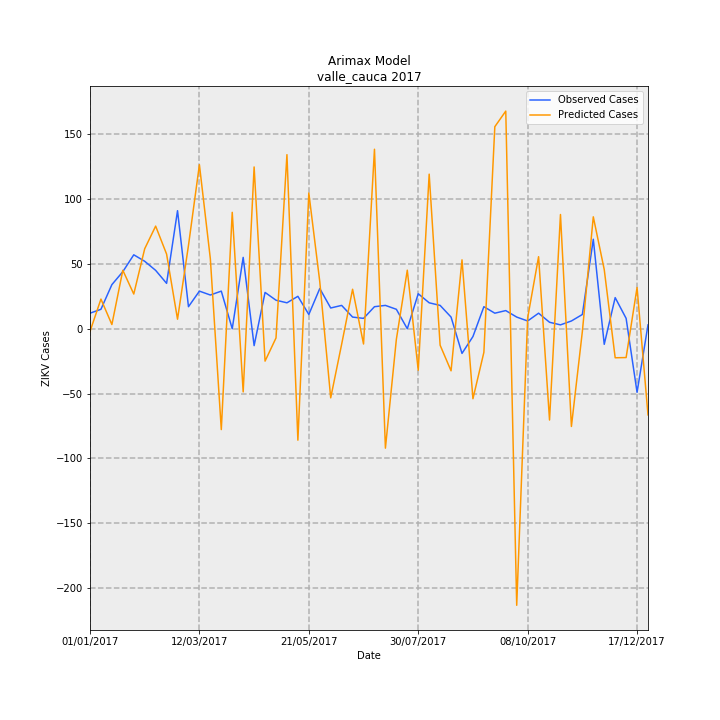 Arimax Model
valle_cauca 2017
Observed Cases
Predicted Cases
ZIKV Cases
150
100
50
0
−50
−100
−150
−200
01/01/2017
12/03/2017
21/05/2017
30/07/2017
08/10/2017
17/12/2017
Date